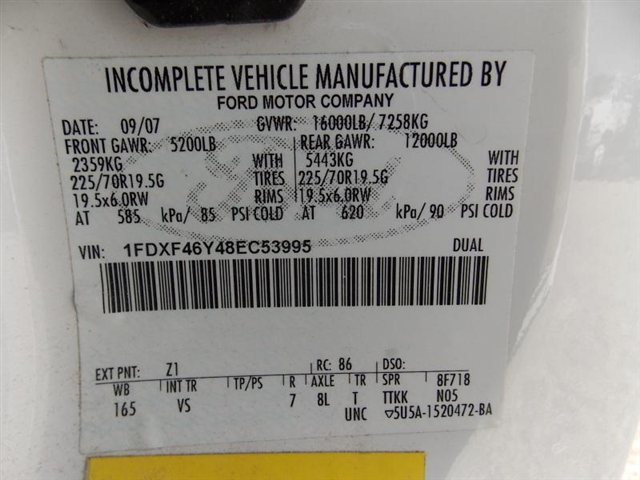 INCOMPLETE VEHICLE MANUFACTURED BY
FORD MOTOR COMPANY
DATE: 09/07 GVWR: 16000LB/ 7258KG
FRONT GAWR: 5200LB REAR GAWR: 12000LB
2359KG WITH 5443KG WITH
225/70R19.5G TIRES 225/70R19.5G TIRES
19.5x6.0RW RIMS 19.5x6.0RW RIMS
AT 585 kPa/ 85 PSI COLD AT 620 kPa/ 90 PSI COLD
VIN: 1FDXF46Y48EC53995 DUAL
EXT PNT: Z1 RC: 86 DSO:
WB INT TR TP/PS R AXLE TR SPR 8F718
165 VS 7 8L T TTKK N05
UNC ▽5U5A-1520472-BA